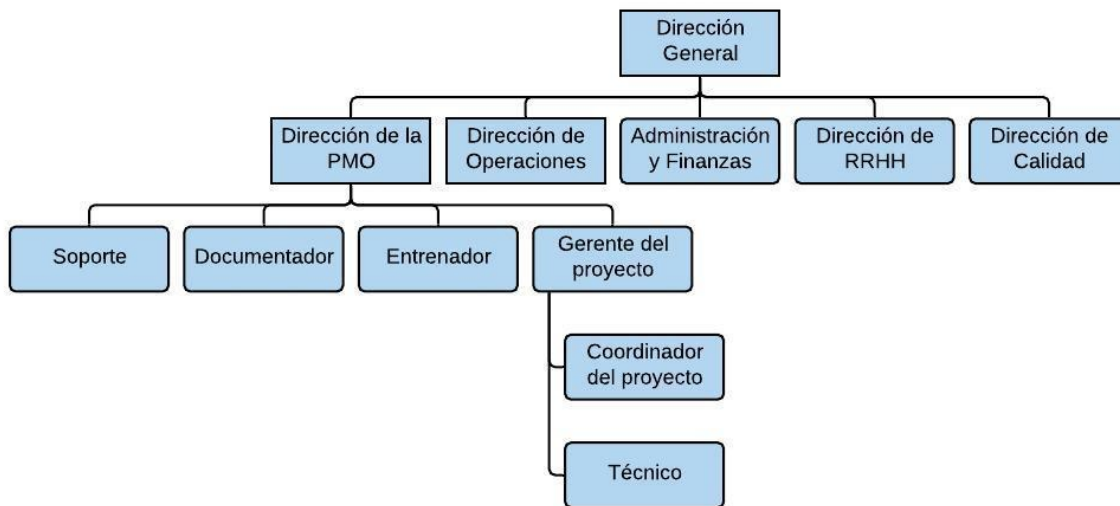 Dirección
General
Dirección de la
PMO
Dirección de
Operaciones
Administración
y Finanzas
Dirección de
RRHH
Dirección de
Calidad
Soporte
Documentador
Entrenador
Gerente del
proyecto
Coordinador
del proyecto
Técnico